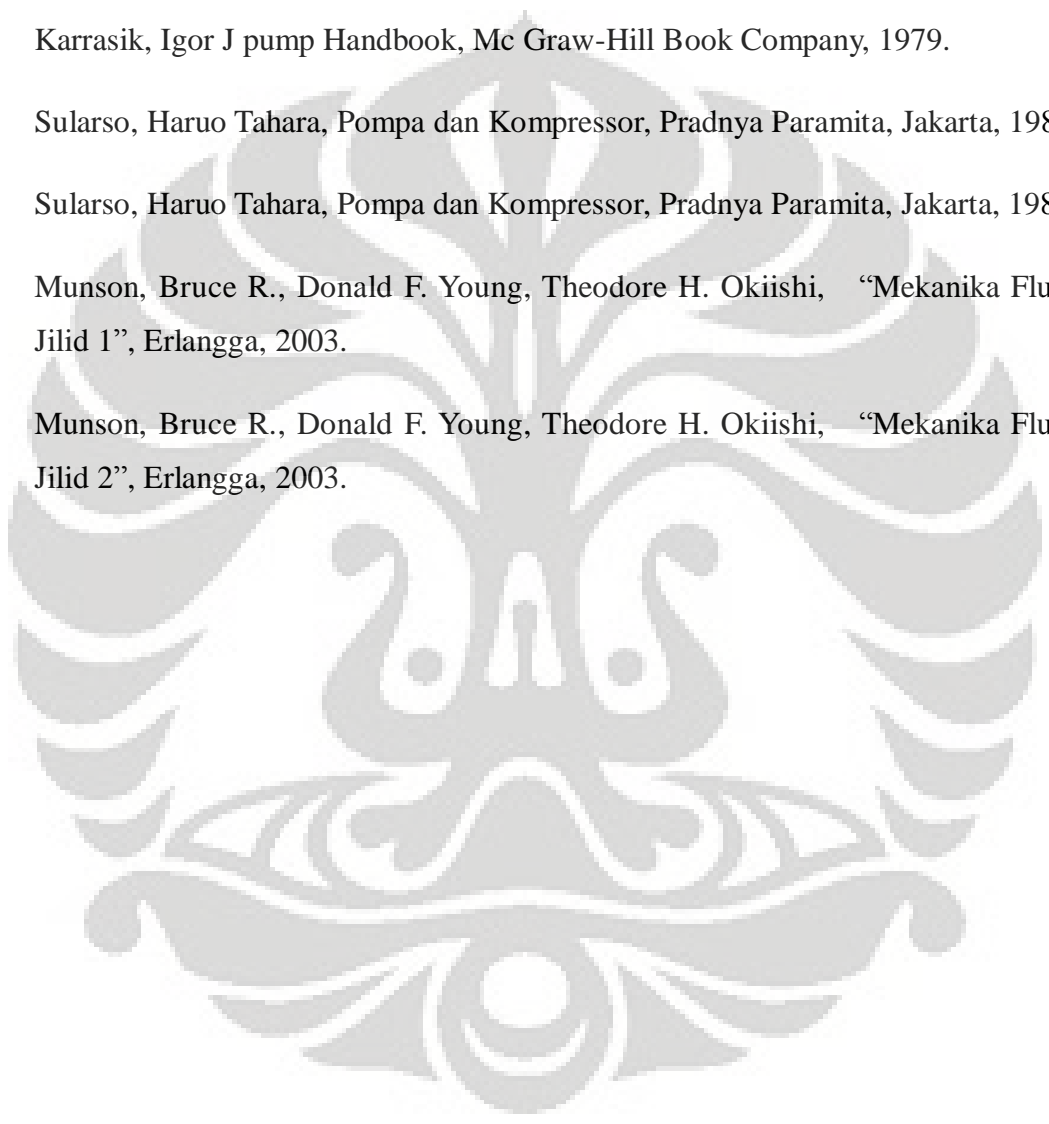 Karrasik, Igor J pump Handbook, Mc Graw-Hill Book Company, 1979.
Sularso, Haruo Tahara, Pompa dan Kompressor, Pradnya Paramita, Jakarta,
Sularso, Haruo Tahara, Pompa dan Kompressor, Pradnya Paramita, Jakarta,
Munson, Bruce R., Donald F. Young, Theodore H. Okiishi, “Mekanika
Jilid 1”, Erlangga, 2003.
Munson, Bruce R., Donald F. Young, Theodore H. Okiishi, “Mekanika
Jilid 2”, Erlangga, 2003.